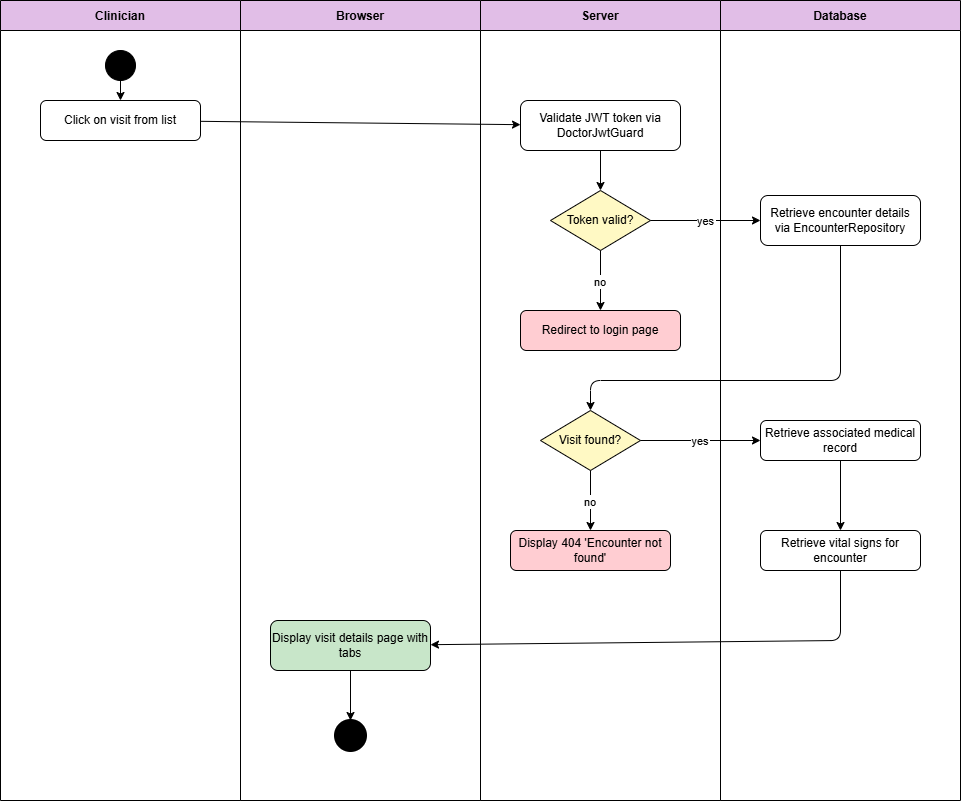 Clinician
Browser
Server
Database
Click on visit from list
Validate JWT token via
DoctorJwtGuard
Token valid?
yes
Retrieve encounter details
via EncounterRepository
no
Redirect to login page
Visit found?
yes
Retrieve associated medical
record
no
Display 404 'Encounter not
found'
Retrieve vital signs for
encounter
Display visit details page with
tabs